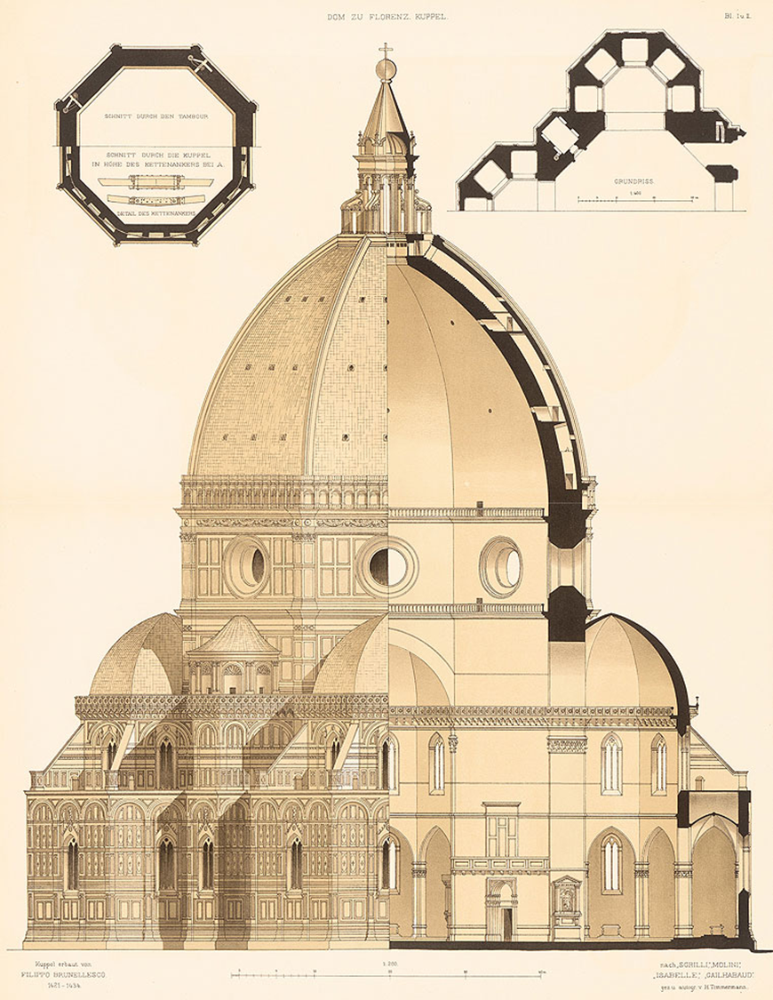 DOM ZU FLORENZ. KUPPEL.
Bl. I u II.
SCHNITT DURCH DEN TAMBOUR
SCHNITT DURCH DIE KUPPEL
IN HÖHE DES KETTENANKERS BEI A.
DETAIL DES KETTENANKERS
GRUNDRISS.
Kuppel erbaut von
FILIPPO BRUNELLESCO
1421-1434.
1:200.
nach „SGRILLI", „MOLINI",
„ISABELLE", „GAILHABAUD"
gez u. autogr. v. H. Timmermann.